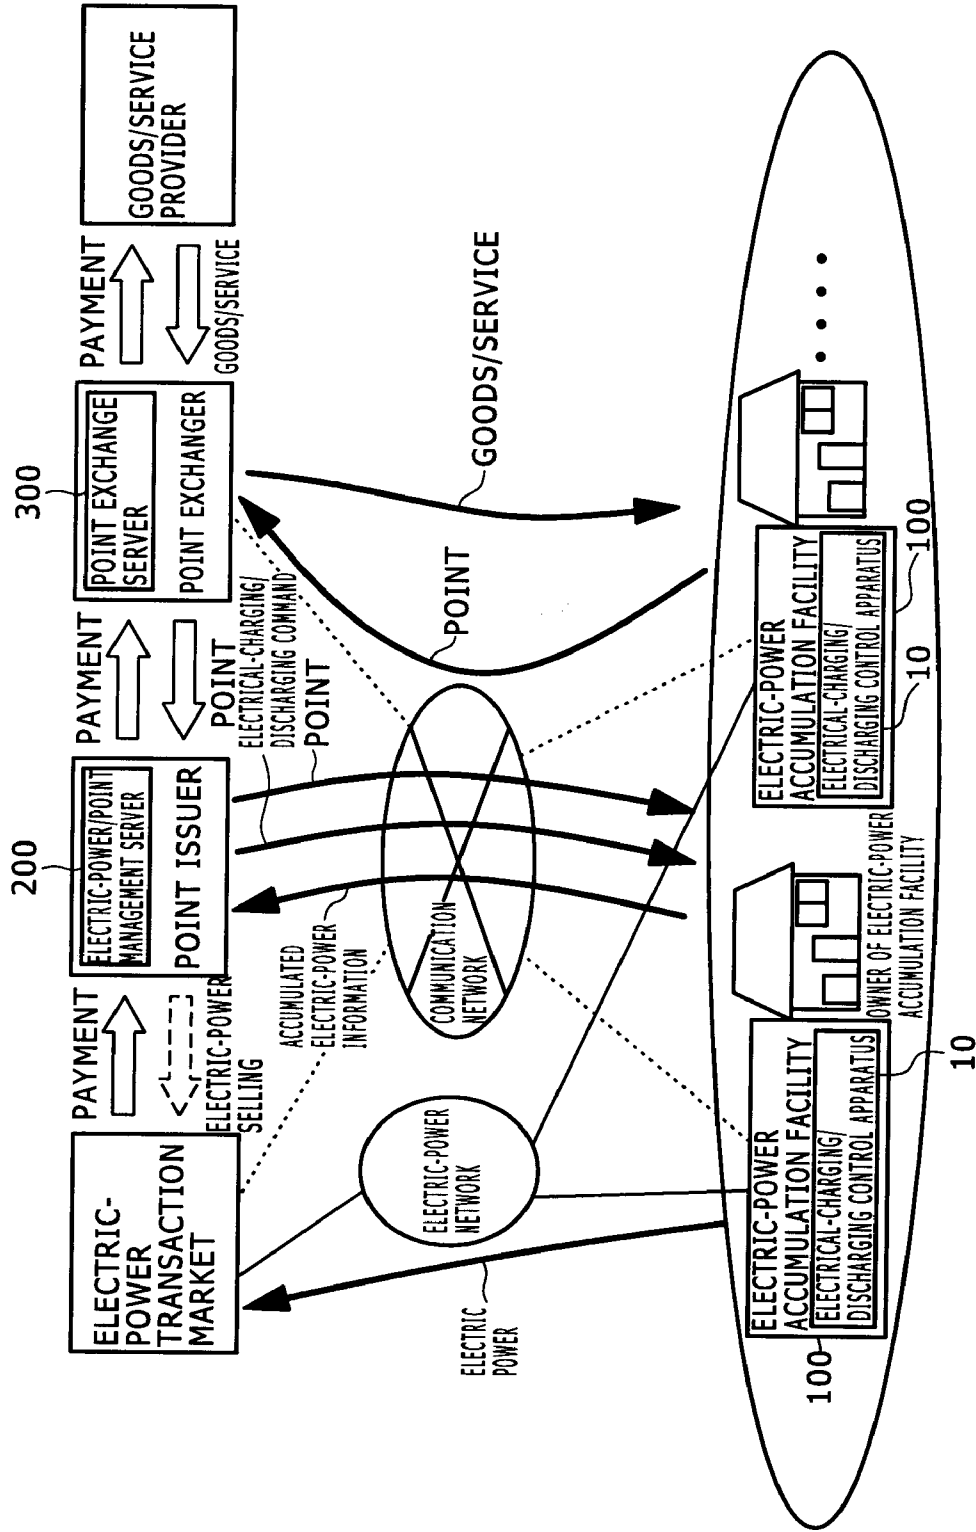 ELECTRIC-
POWER
TRANSACTION
MARKET
PAYMENT
ELECTRIC-POWER
SELLING
200
ELECTRIC-POWER/POINT
MANAGEMENT SERVER
POINT ISSUER
PAYMENT
POINT
300
POINT EXCHANGE
SERVER
POINT EXCHANGER
PAYMENT
GOODS/SERVICE
GOODS/SERVICE
PROVIDER
ELECTRIC
POWER
ELECTRIC-POWER
NETWORK
ACCUMULATED
ELECTRIC-POWER
INFORMATION
COMMUNICATION
NETWORK
ELECTRICAL-CHARGING/
DISCHARGING COMMAND
POINT
POINT
GOODS/SERVICE
100
ELECTRIC-POWER
ACCUMULATION FACILITY
ELECTRICAL-CHARGING/
DISCHARGING CONTROL APPARATUS
10
OWNER OF ELECTRIC-POWER
ACCUMULATION FACILITY
ELECTRIC-POWER
ACCUMULATION FACILITY
ELECTRICAL-CHARGING/
DISCHARGING CONTROL APPARATUS
10
100